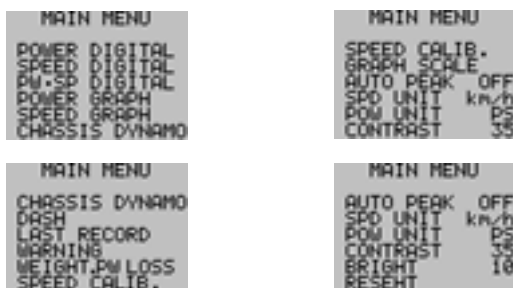 MAIN MENU
POWER DIGITAL
SPEED DIGITAL
PW·SP DIGITAL
POWER GRAPH
SPEED GRAPH
CHASSIS DYNAMO
MAIN MENU
SPEED CALIB.
GRAPH SCALE
AUTO PEAK OFF
SPD UNIT km/h
POW UNIT PS
CONTRAST 35
MAIN MENU
CHASSIS DYNAMO
DASH
LAST RECORD
WARNING
WEIGHT.PW LOSS
SPEED CALIB.
MAIN MENU
AUTO PEAK OFF
SPD UNIT km/h
POW UNIT PS
CONTRAST 35
BRIGHT 10
RESEHT